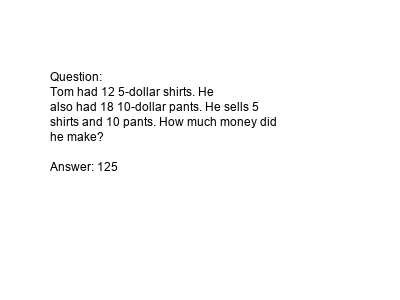 Question:
Tom had 12 5-dollar shirts. He
also had 18 10-dollar pants. He sells 5
shirts and 10 pants. How much money did
he make?
Answer: 125